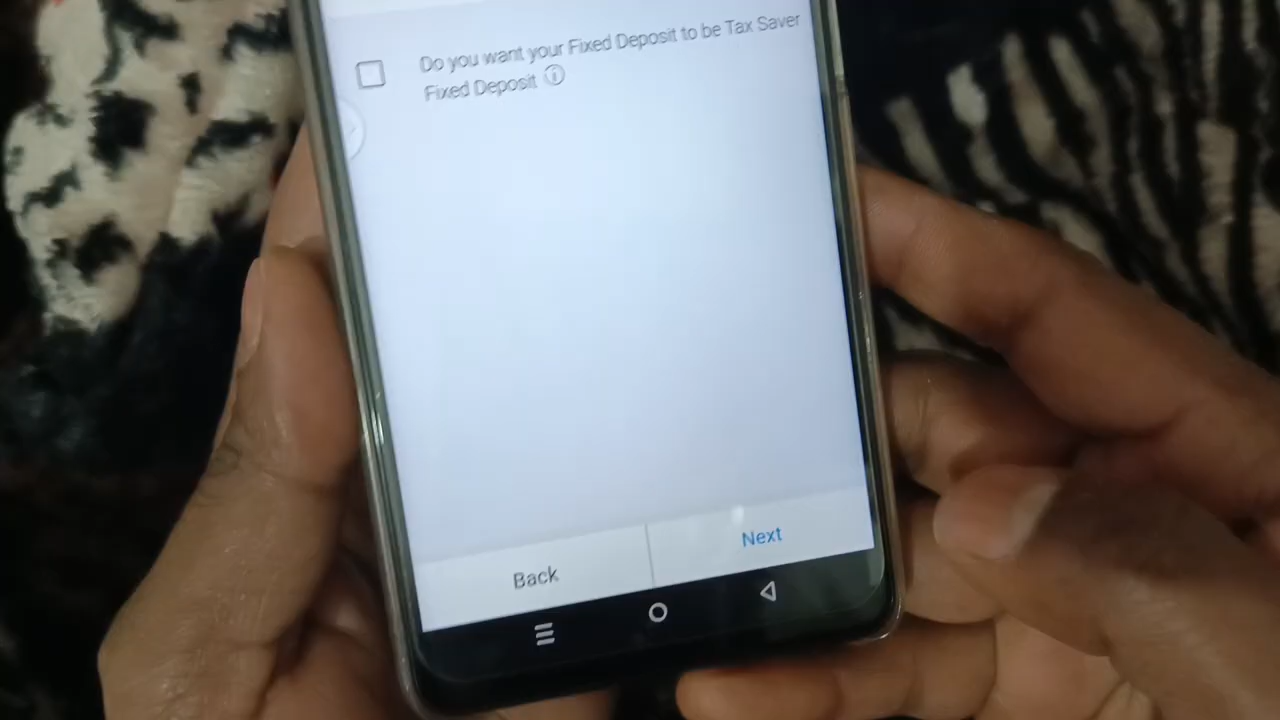 Do you want your Fixed Deposit to be Tax Saver
Fixed Deposit ⓘ
Back
Next